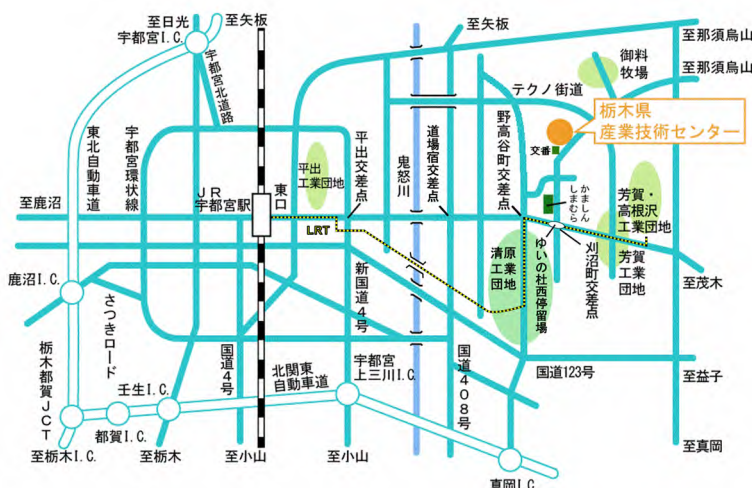 至日光
至矢板
宇都宮I.C.
至矢板
至那須烏山
至那須烏山
御料
牧場
テクノ街道
栃木県
産業技術センター
宇都宮北道路
東北自動車道
宇都宮環状線
平出
工業団地
平出交差点
鬼怒川
道場宿交差点
野高谷町交差点
交番
かましん
しまむら
芳賀・
高根沢
工業団地
至鹿沼
JR
宇都宮駅
東口
LRT
清原
工業
団地
ゆいの杜西停留場
刈沼町交差点
芳賀
工業
団地
至茂木
鹿沼I.C.
さつきロード
新国道4号
国道4号
国道408号
国道123号
北関東
自動車道
宇都宮
上三川I.C.
至益子
栃木都賀JCT
壬生I.C.
都賀I.C.
至栃木I.C.
至栃木
至小山
至小山
真岡I.C.
至真岡